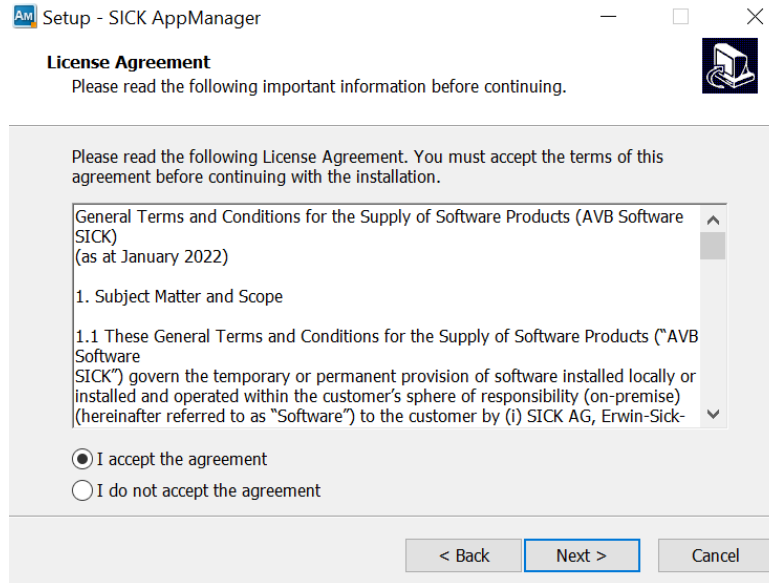 AM Setup - SICK AppManager
License Agreement
Please read the following important information before continuing.
Please read the following License Agreement. You must accept the terms of this
agreement before continuing with the installation.
General Terms and Conditions for the Supply of Software Products (AVB Software
SICK)
(as at January 2022)
1. Subject Matter and Scope
1.1 These General Terms and Conditions for the Supply of Software Products (“AVB
Software
SICK”) govern the temporary or permanent provision of software installed locally or
installed and operated within the customer’s sphere of responsibility (on-premise)
(hereinafter referred to as “Software”) to the customer by (i) SICK AG, Erwin-Sick-
I accept the agreement
I do not accept the agreement
< Back Next > Cancel